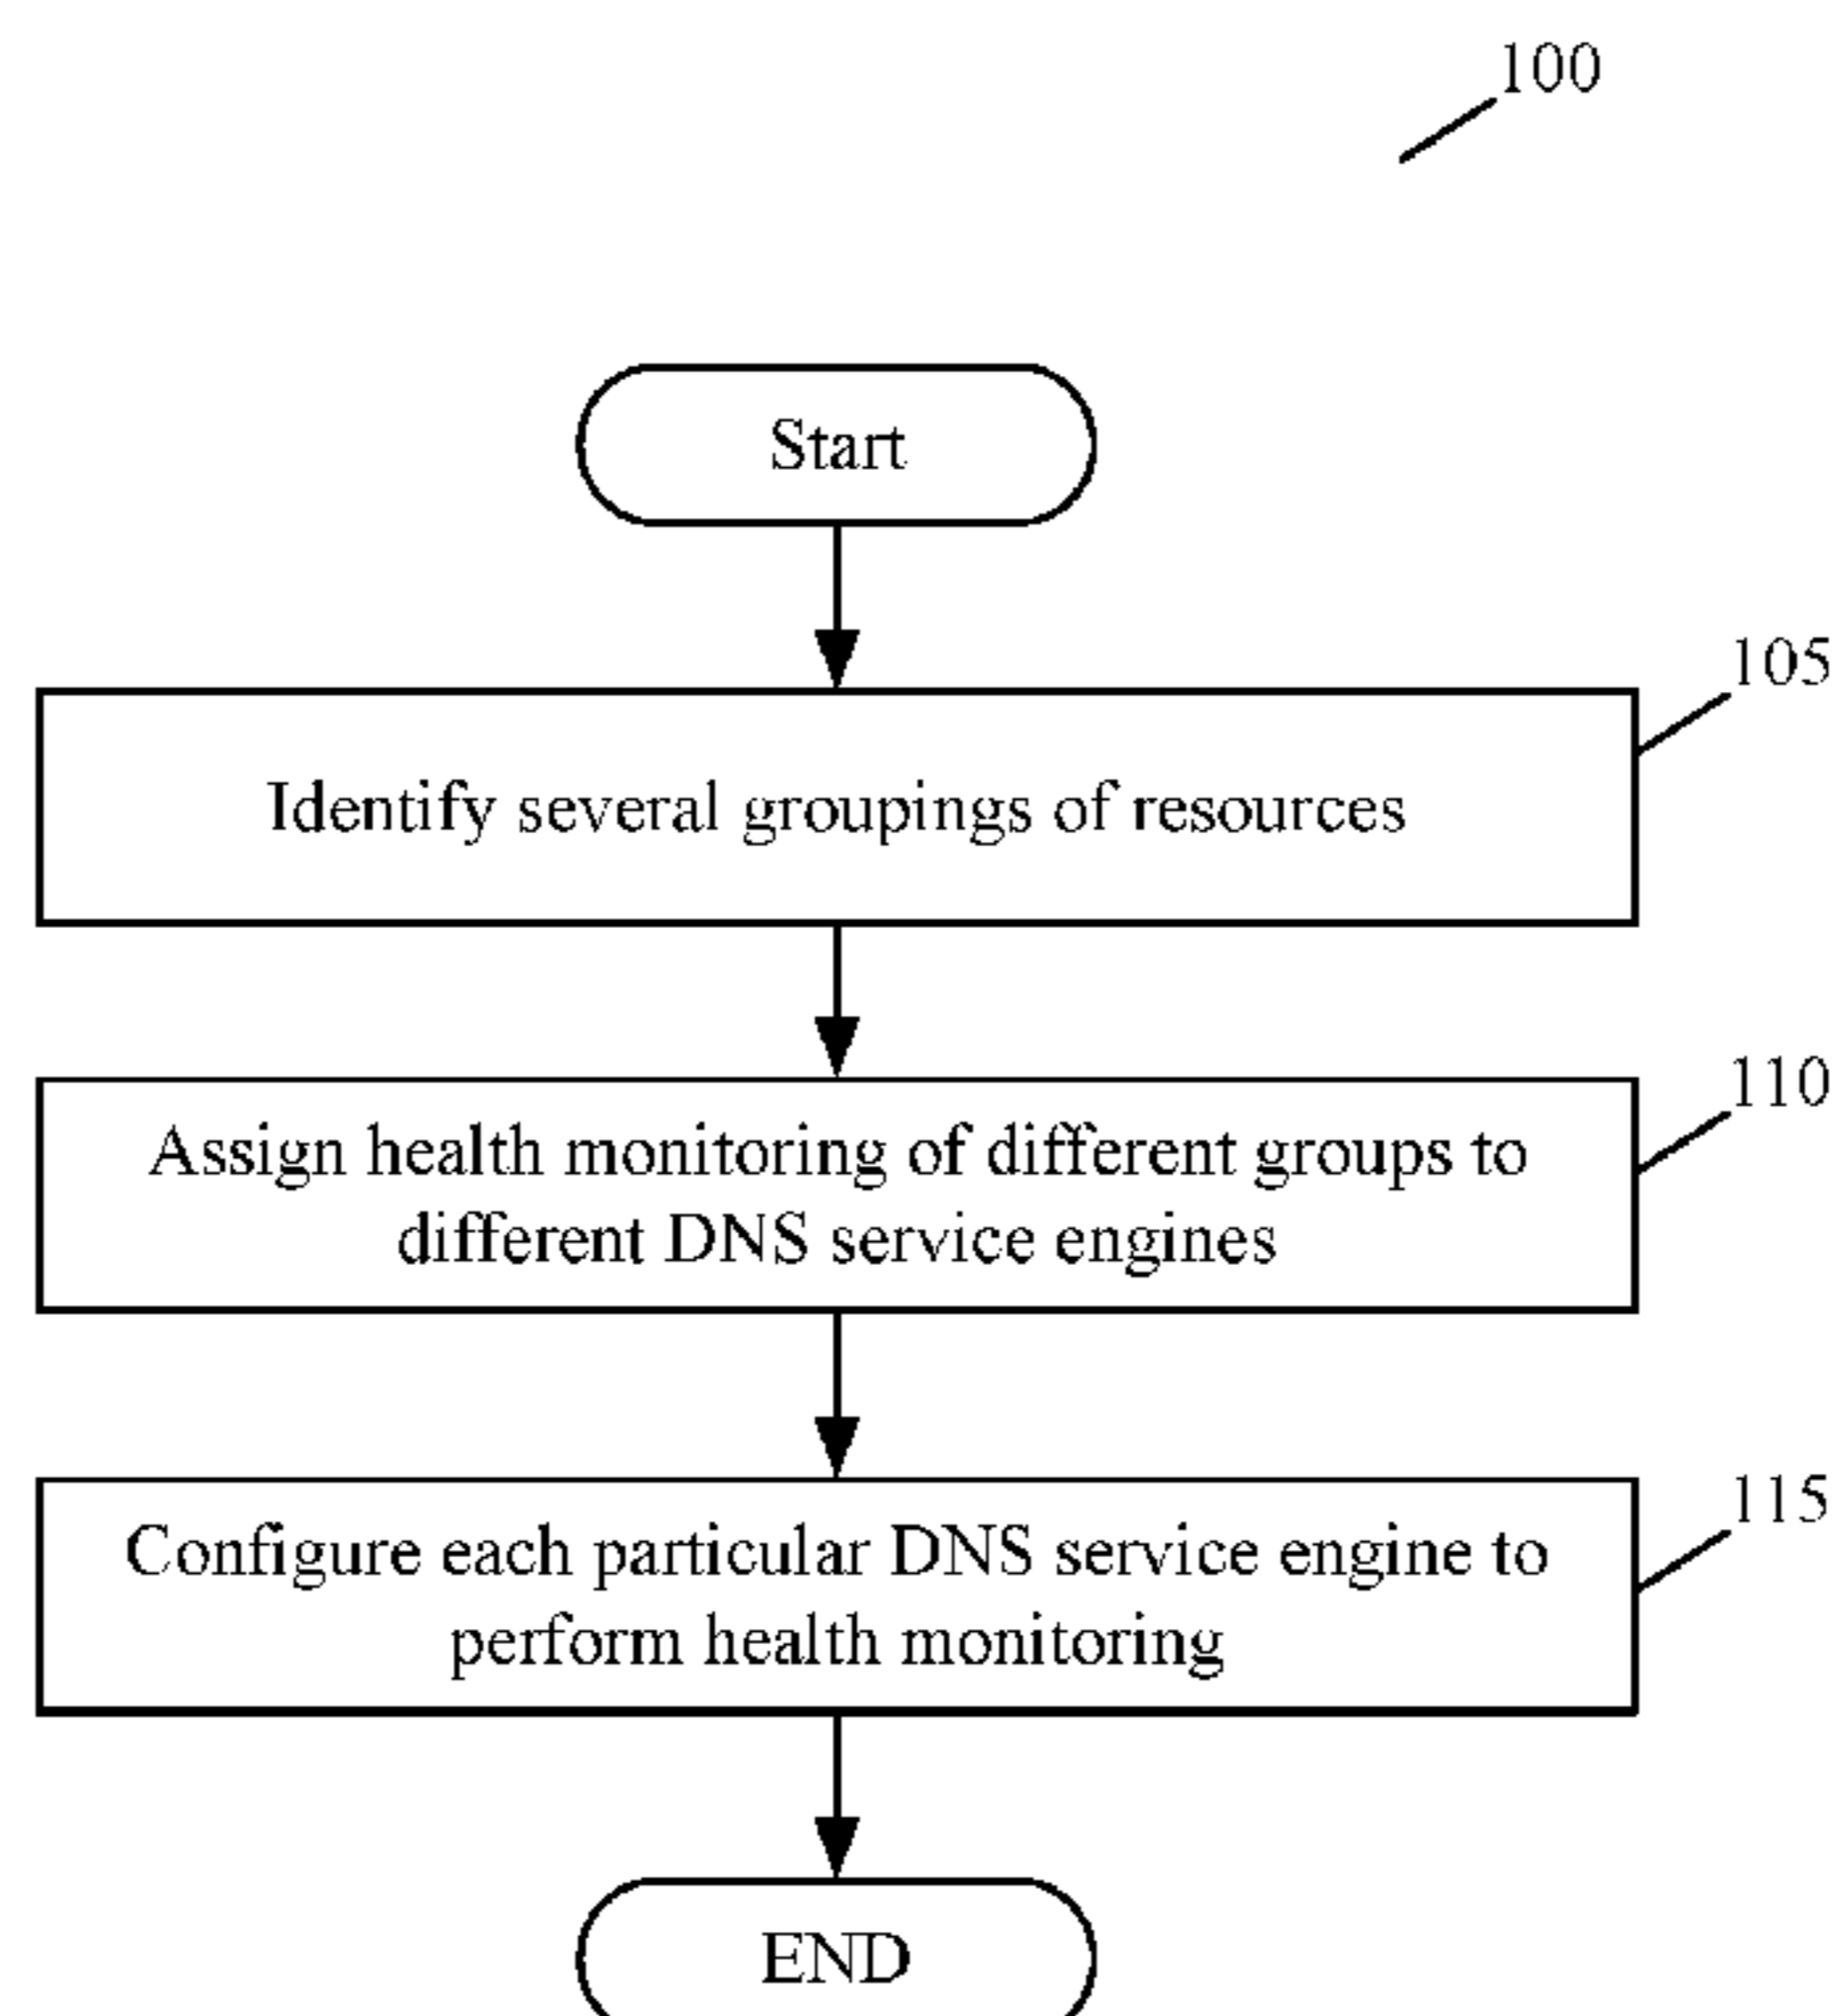 100
Start
105
Identify several groupings of resources
110
Assign health monitoring of different groups to
different DNS service engines
115
Configure each particular DNS service engine to
perform health monitoring
END